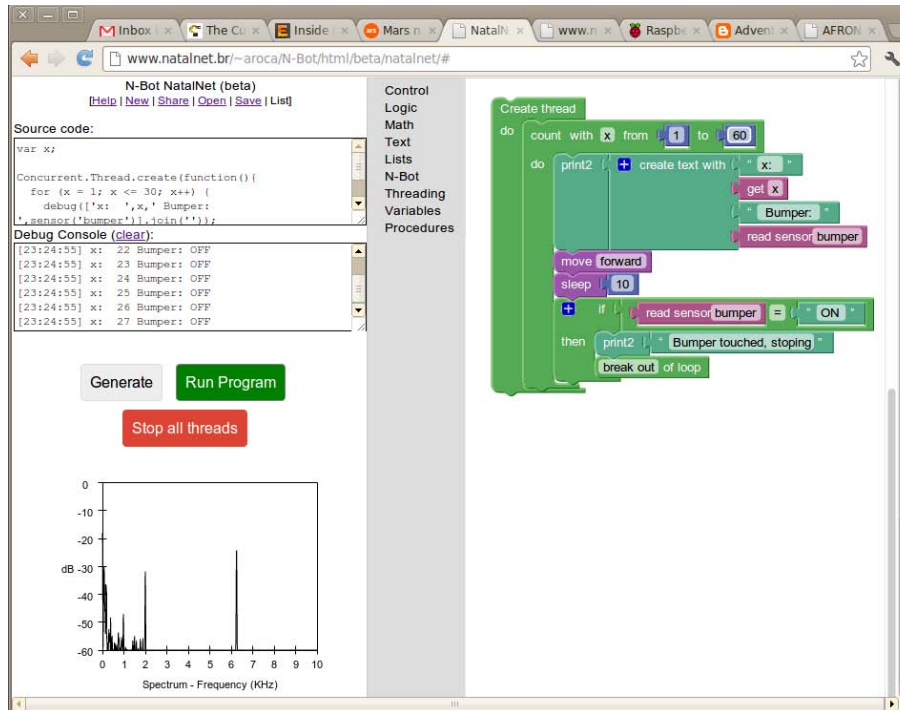 Inbox
The Cu
Inside
Mars n
NatalN
www.n
Raspbe
Advent
AFRON
www.natalnet.br/~aroca/N-Bot/html/beta/natalnet/#
N-Bot NatalNet (beta)
[Help | New | Share | Open | Save | List]
Source code:
var x;
Concurrent.Thread.create(function(){
for (x = 1; x <= 30; x++) {
debug(['x:  ',x,' Bumper:
',sensor('bumper')].join(''));
Debug Console (clear):
[23:24:55] x:  22 Bumper: OFF
[23:24:55] x:  23 Bumper: OFF
[23:24:55] x:  24 Bumper: OFF
[23:24:55] x:  25 Bumper: OFF
[23:24:55] x:  26 Bumper: OFF
[23:24:55] x:  27 Bumper: OFF
Generate
Run Program
Stop all threads
0
-10
-20
dB -30
-40
-50
-60
0 1 2 3 4 5 6 7 8 9 10
Spectrum - Frequency (KHz)
Control
Logic
Math
Text
Lists
N-Bot
Threading
Variables
Procedures
Create thread
do count with x from 1 to 60
do print2 create text with " x: "
get x
" Bumper: "
read sensor bumper
move forward
sleep 10
if read sensor bumper = " ON "
then print2 " Bumper touched, stoping "
break out of loop